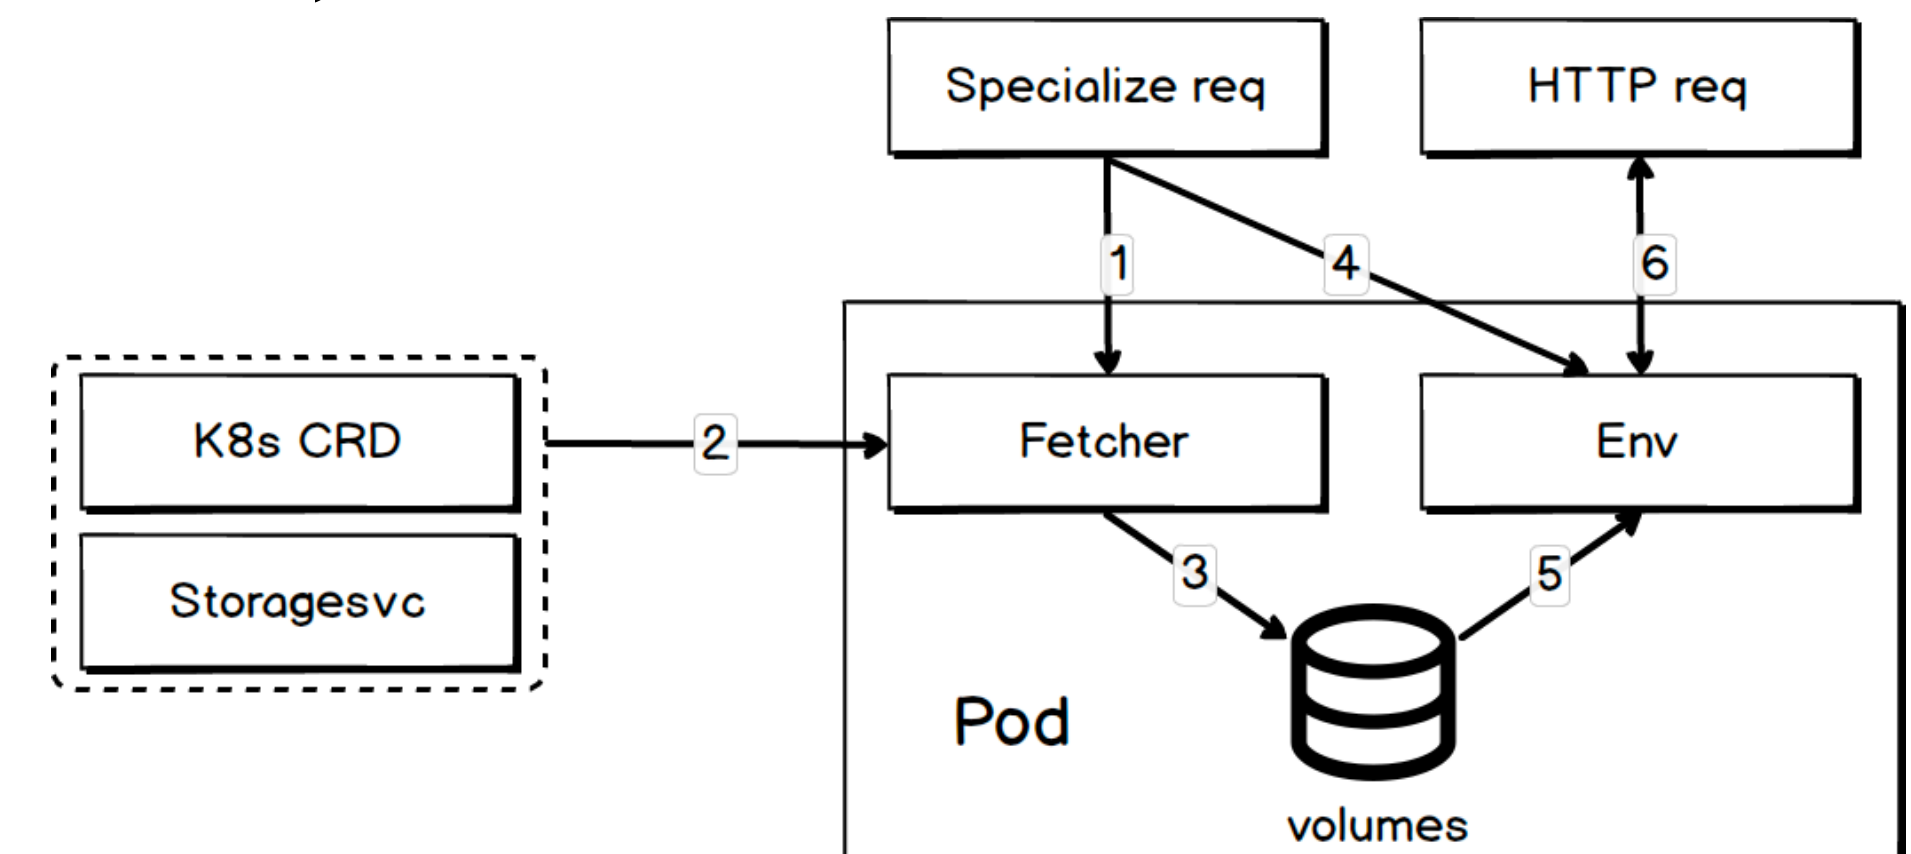 Specialize req
HTTP req
1
4
6
K8s CRD
2
Fetcher
Env
3
5
Storagesvc
Pod
volumes